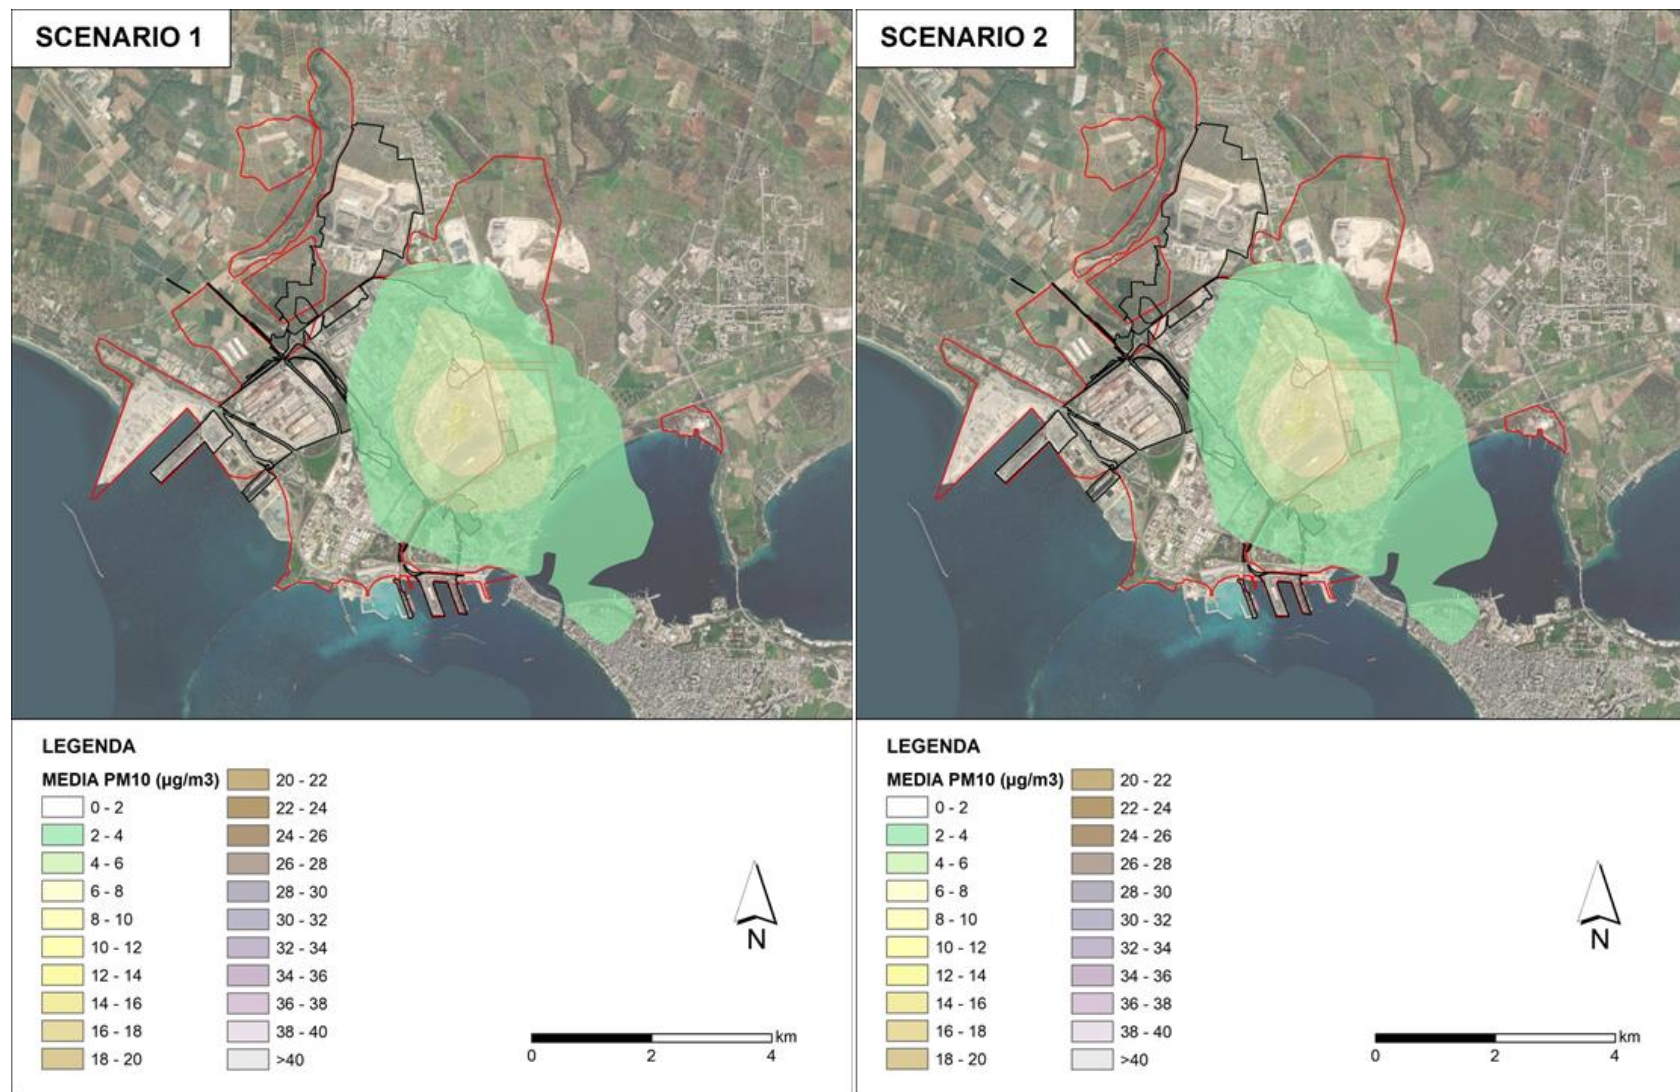 SCENARIO 1
LEGENDA
MEDIA PM10 (µg/m3)
0 - 2
2 - 4
4 - 6
6 - 8
8 - 10
10 - 12
12 - 14
14 - 16
16 - 18
18 - 20
20 - 22
22 - 24
24 - 26
26 - 28
28 - 30
30 - 32
32 - 34
34 - 36
36 - 38
38 - 40
>40
N
km
0 2 4
SCENARIO 2
LEGENDA
MEDIA PM10 (µg/m3)
0 - 2
2 - 4
4 - 6
6 - 8
8 - 10
10 - 12
12 - 14
14 - 16
16 - 18
18 - 20
20 - 22
22 - 24
24 - 26
26 - 28
28 - 30
30 - 32
32 - 34
34 - 36
36 - 38
38 - 40
>40
N
km
0 2 4